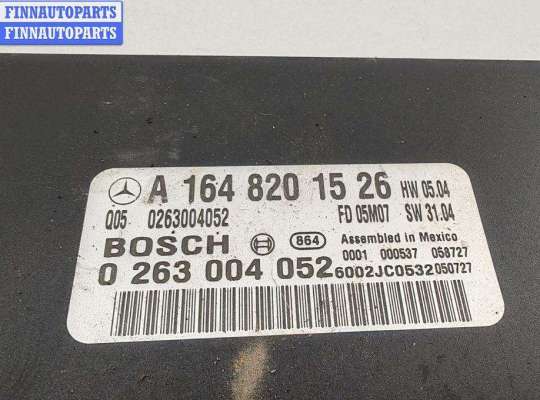 FINNAUTOPARTS
FINNAUTOPARTS
A 164 820 15 26 HW 05.04
Q05 0263004052 FD 05M07 SW 31.04
BOSCH 864 Assembled in Mexico
0001 000537 058727
0 263 004 052 6002JC0532 050727